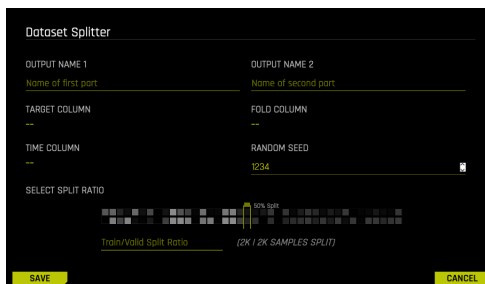 Dataset Splitter
OUTPUT NAME 1
OUTPUT NAME 2
Name of first part
Name of second part
TARGET COLUMN
FOLD COLUMN
--
--
TIME COLUMN
RANDOM SEED
--
1234
SELECT SPLIT RATIO
50% Split
Train/Valid Split Ratio
(2K | 2K SAMPLES SPLIT)
SAVE
CANCEL